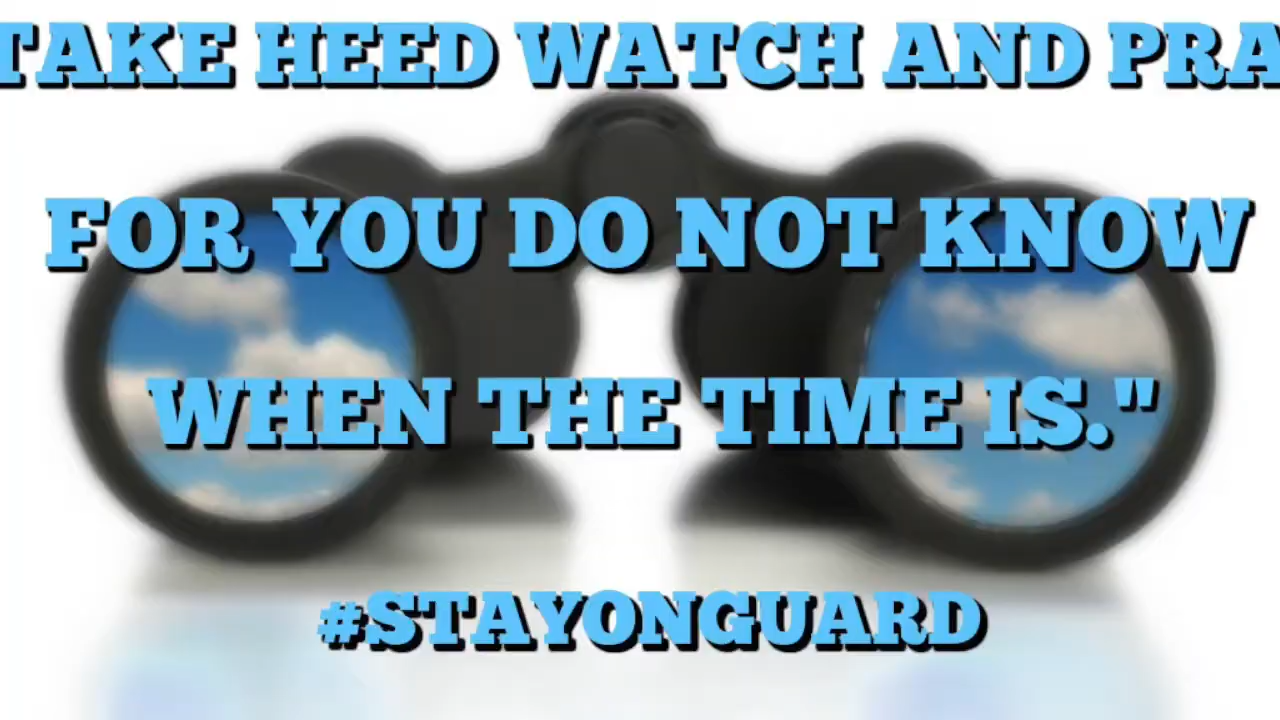 TAKE HEED WATCH AND PRA
FOR YOU DO NOT KNOW
WHEN THE TIME IS."
#STAYONGUARD